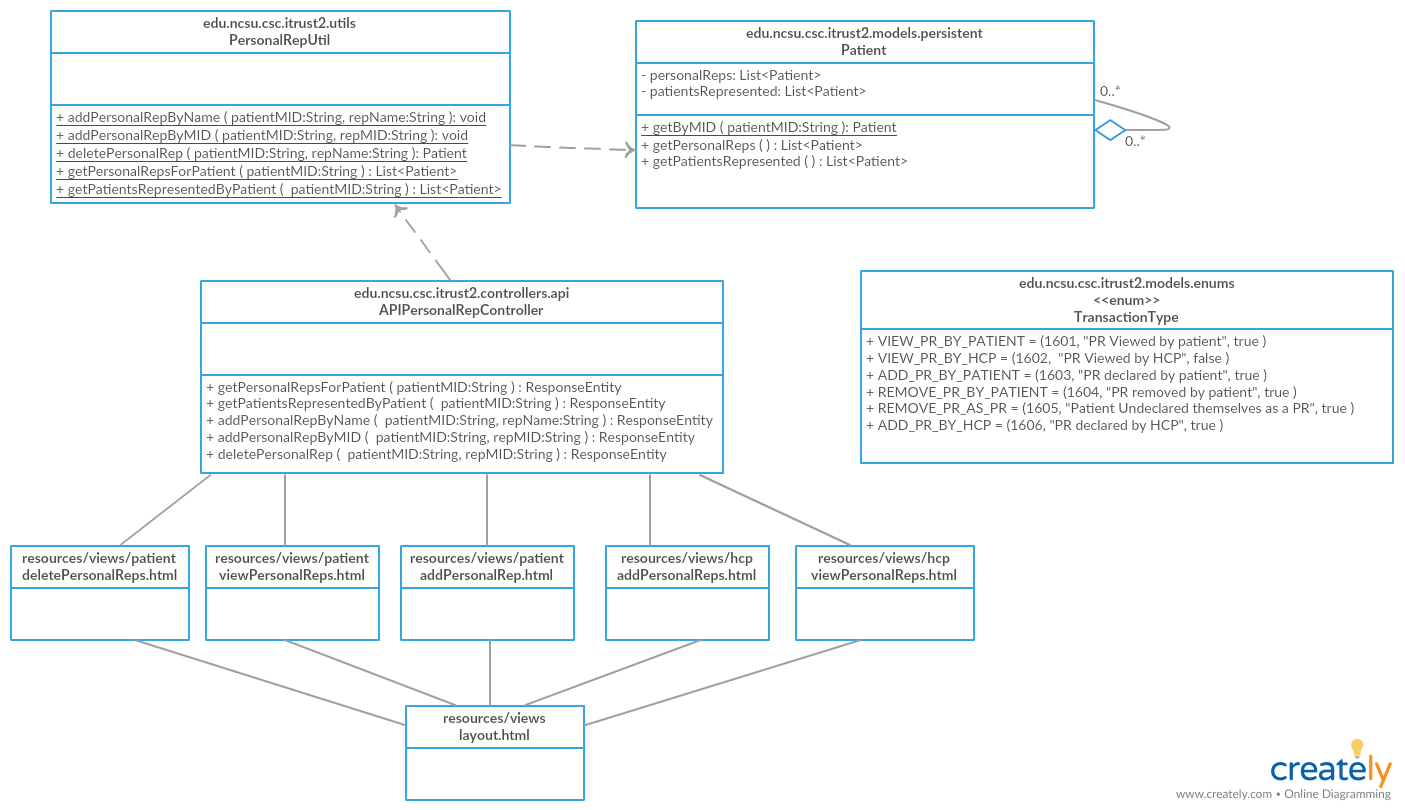 edu.ncsu.csc.itrust2.utils
PersonalRepUtil
+ addPersonalRepByName ( patientMID:String, repName:String ): void
+ addPersonalRepByMID ( patientMID:String, repMID:String ): void
+ deletePersonalRep ( patientMID:String, repName:String ): Patient
+ getPersonalRepsForPatient ( patientMID:String ) : List<Patient>
+ getPatientsRepresentedByPatient (  patientMID:String ) : List<Patient>
edu.ncsu.csc.itrust2.models.persistent
Patient
- personalReps: List<Patient>
- patientsRepresented: List<Patient>
+ getByMID ( patientMID:String ): Patient
+ getPersonalReps ( ) : List<Patient>
+ getPatientsRepresented ( ) : List<Patient>
0..*
0..*
edu.ncsu.csc.itrust2.controllers.api
APIPersonalRepController
+ getPersonalRepsForPatient ( patientMID:String ) : ResponseEntity
+ getPatientsRepresentedByPatient (  patientMID:String ) : ResponseEntity
+ addPersonalRepByName (  patientMID:String, repName:String ) : ResponseEntity
+ addPersonalRepByMID (  patientMID:String, repMID:String ) : ResponseEntity
+ deletePersonalRep (  patientMID:String, repMID:String ) : ResponseEntity
edu.ncsu.csc.itrust2.models.enums
<<enum>>
TransactionType
+ VIEW_PR_BY_PATIENT = (1601, "PR Viewed by patient", true )
+ VIEW_PR_BY_HCP = (1602,  "PR Viewed by HCP", false )
+ ADD_PR_BY_PATIENT = (1603, "PR declared by patient", true )
+ REMOVE_PR_BY_PATIENT = (1604, "PR removed by patient", true )
+ REMOVE_PR_AS_PR = (1605, "Patient Undeclared themselves as a PR", true )
+ ADD_PR_BY_HCP = (1606, "PR declared by HCP", true )
resources/views/patient
deletePersonalReps.html
resources/views/patient
viewPersonalReps.html
resources/views/patient
addPersonalRep.html
resources/views/hcp
addPersonalReps.html
resources/views/hcp
viewPersonalReps.html
resources/views
layout.html
creately
www.creately.com • Online Diagramming